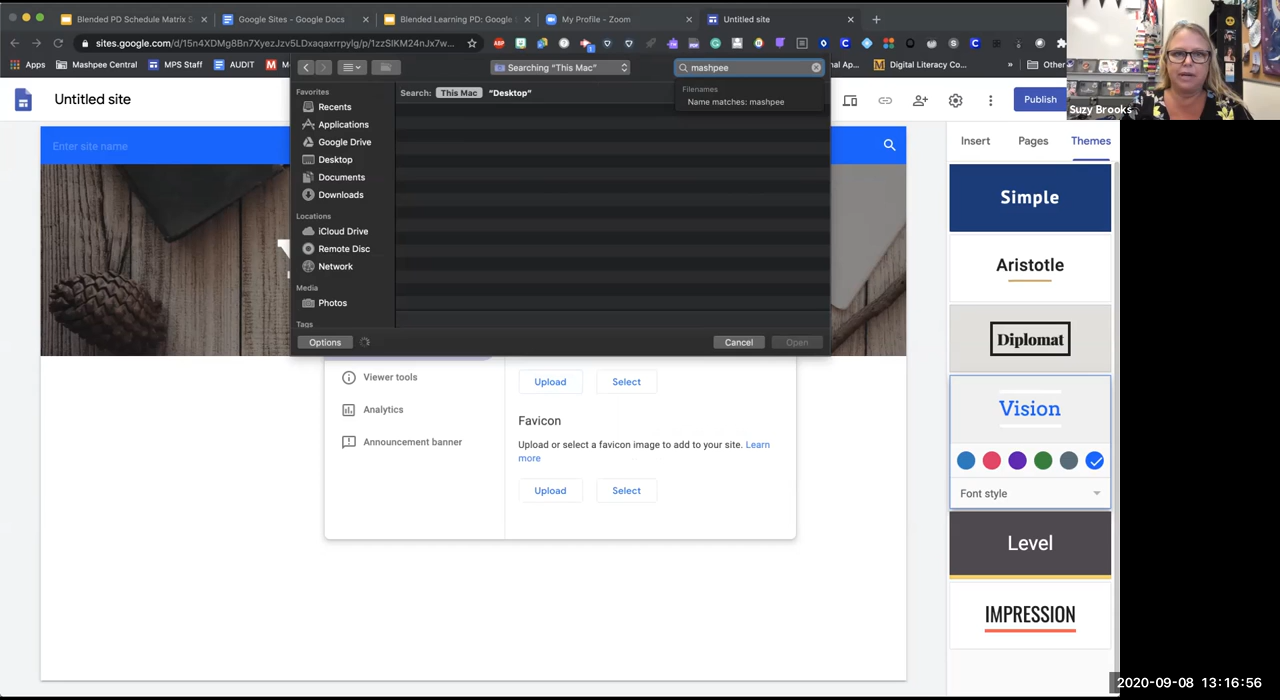 Blended PD Schedule Matrix S
Google Sites - Google Docs
Blended Learning PD: Google
My Profile - Zoom
Untitled site
sites.google.com/d/15n4XDMg8Bn7XyezJzv5LDxaqaxrrpylg/p/1zzSIKM24nJx7w...
Apps
Mashpee Central
MPS Staff
AUDIT
Digital Literacy Co...
Other
Untitled site
Publish
Suzy Brooks
Searching "This Mac"
mashpee
Search: This Mac "Desktop"
Filenames
Name matches: mashpee
Favorites
Recents
Applications
Google Drive
Desktop
Documents
Downloads
Locations
iCloud Drive
Remote Disc
Network
Media
Photos
Tags
Options
Cancel
Open
Enter site name
Viewer tools
Analytics
Announcement banner
Upload
Select
Favicon
Upload or select a favicon image to add to your site. Learn
more
Upload
Select
Insert
Pages
Themes
Simple
Aristotle
Diplomat
Vision
Font style
Level
IMPRESSION
2020-09-08 13:16:56